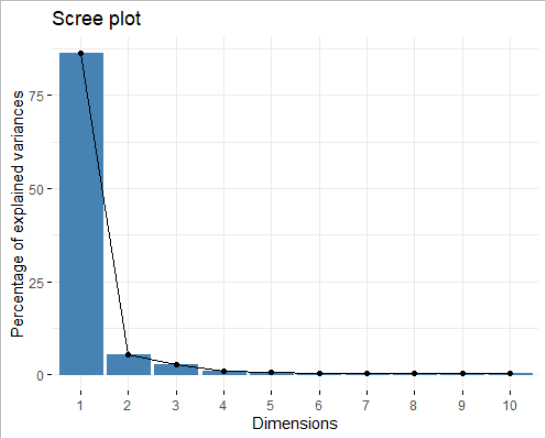 Scree plot
Percentage of explained variances
75
50
25
0
1 2 3 4 5 6 7 8 9 10
Dimensions